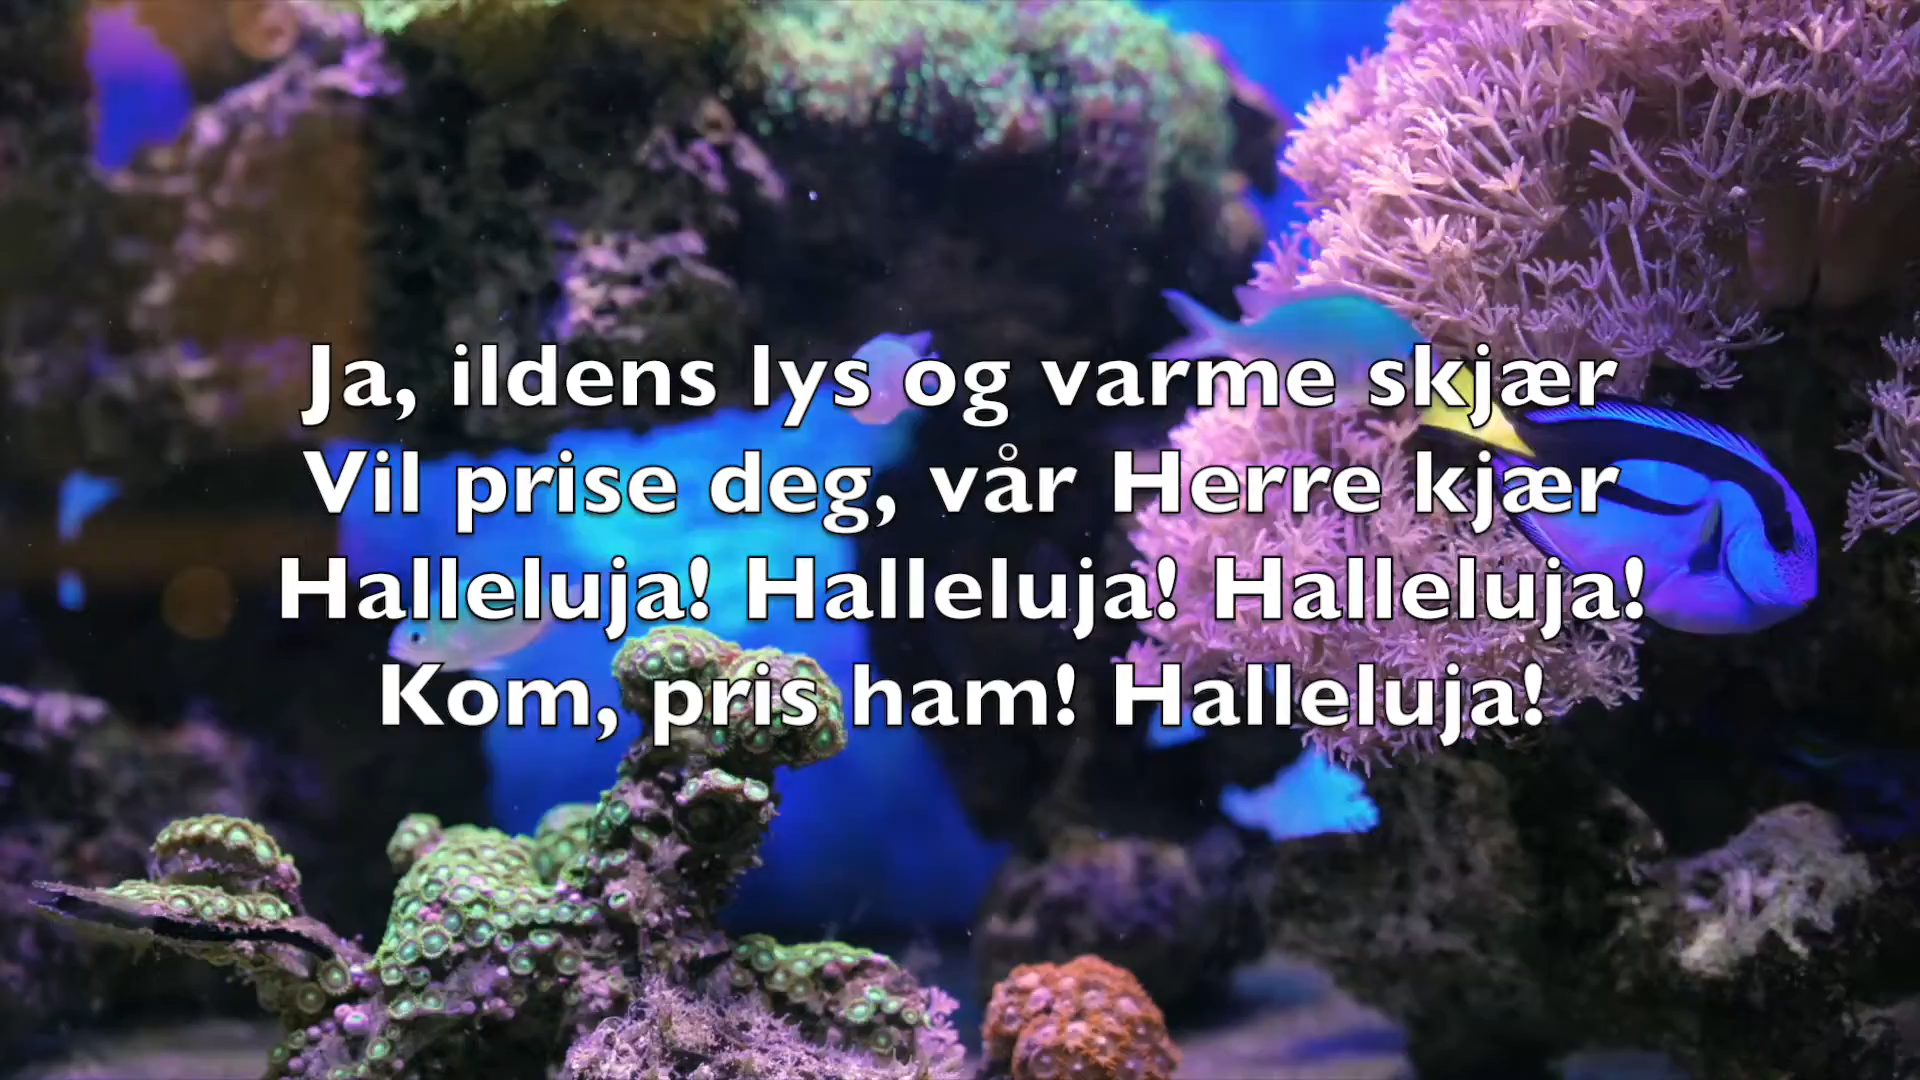 Ja, ildens lys og varme skjær
Vil prise deg, vår Herre kjær
Halleluja! Halleluja! Halleluja!
Kom, pris ham! Halleluja!